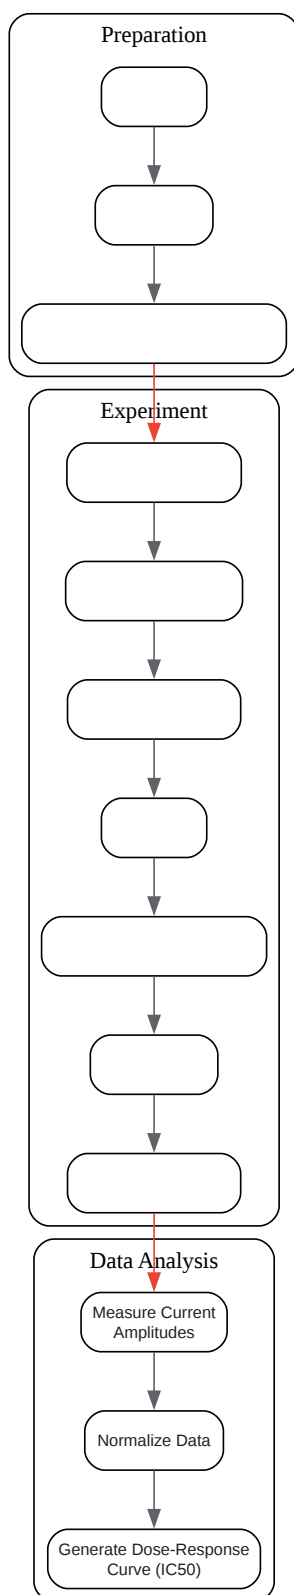 Preparation
Experiment
Data Analysis
Measure Current
Amplitudes
Normalize Data
Generate Dose-Response
Curve (IC50)